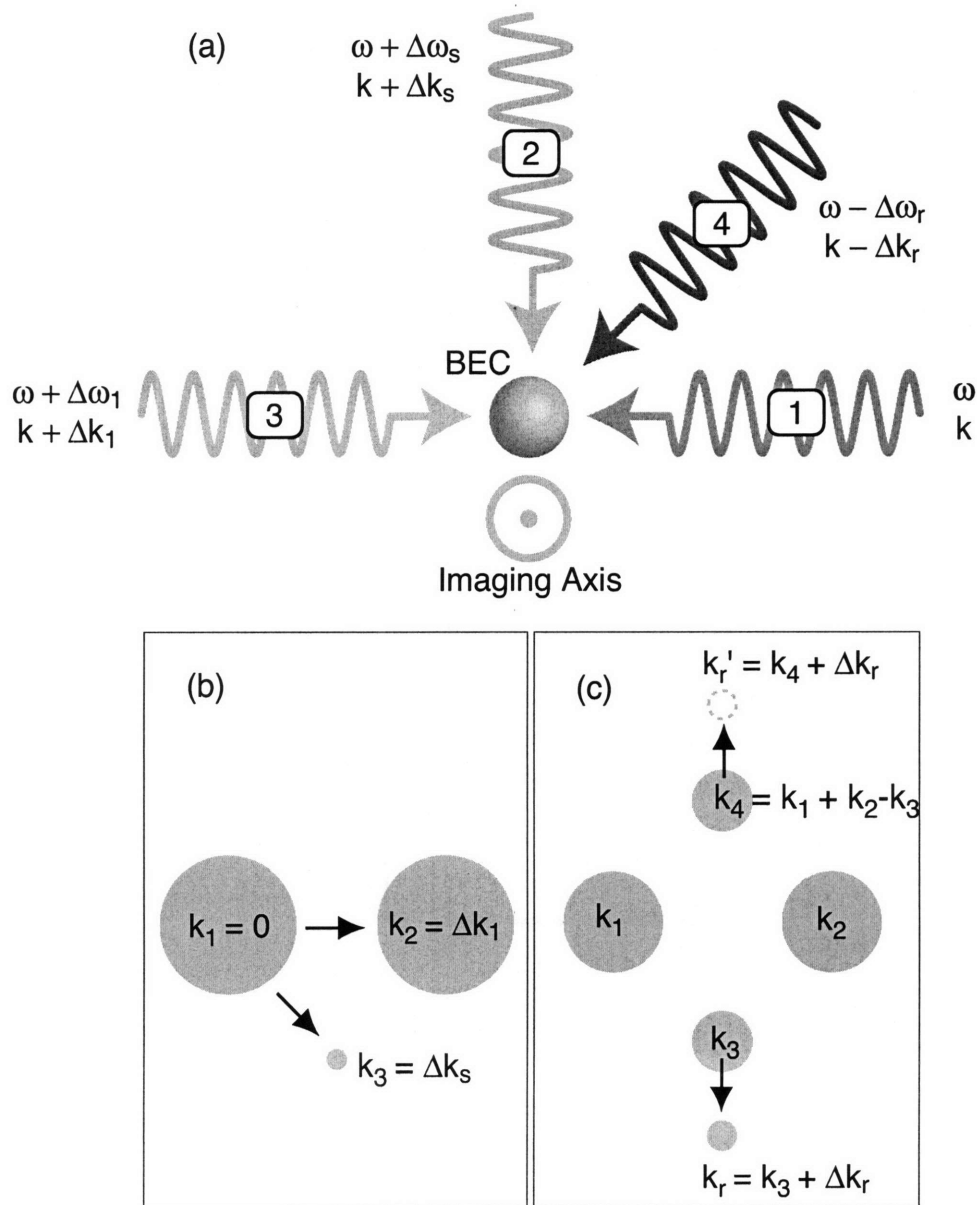 (a)
ω + Δωₛ
k + Δkₛ
2
4
ω − Δωᵣ
k − Δkᵣ
BEC
ω + Δω₁
k + Δk₁
3
1
ω
k
Imaging Axis
(b)
k₁ = 0
k₂ = Δk₁
k₃ = Δkₛ
(c)
kᵣ' = k₄ + Δkᵣ
k₄ = k₁ + k₂-k₃
k₁
k₂
k₃
kᵣ = k₃ + Δkᵣ